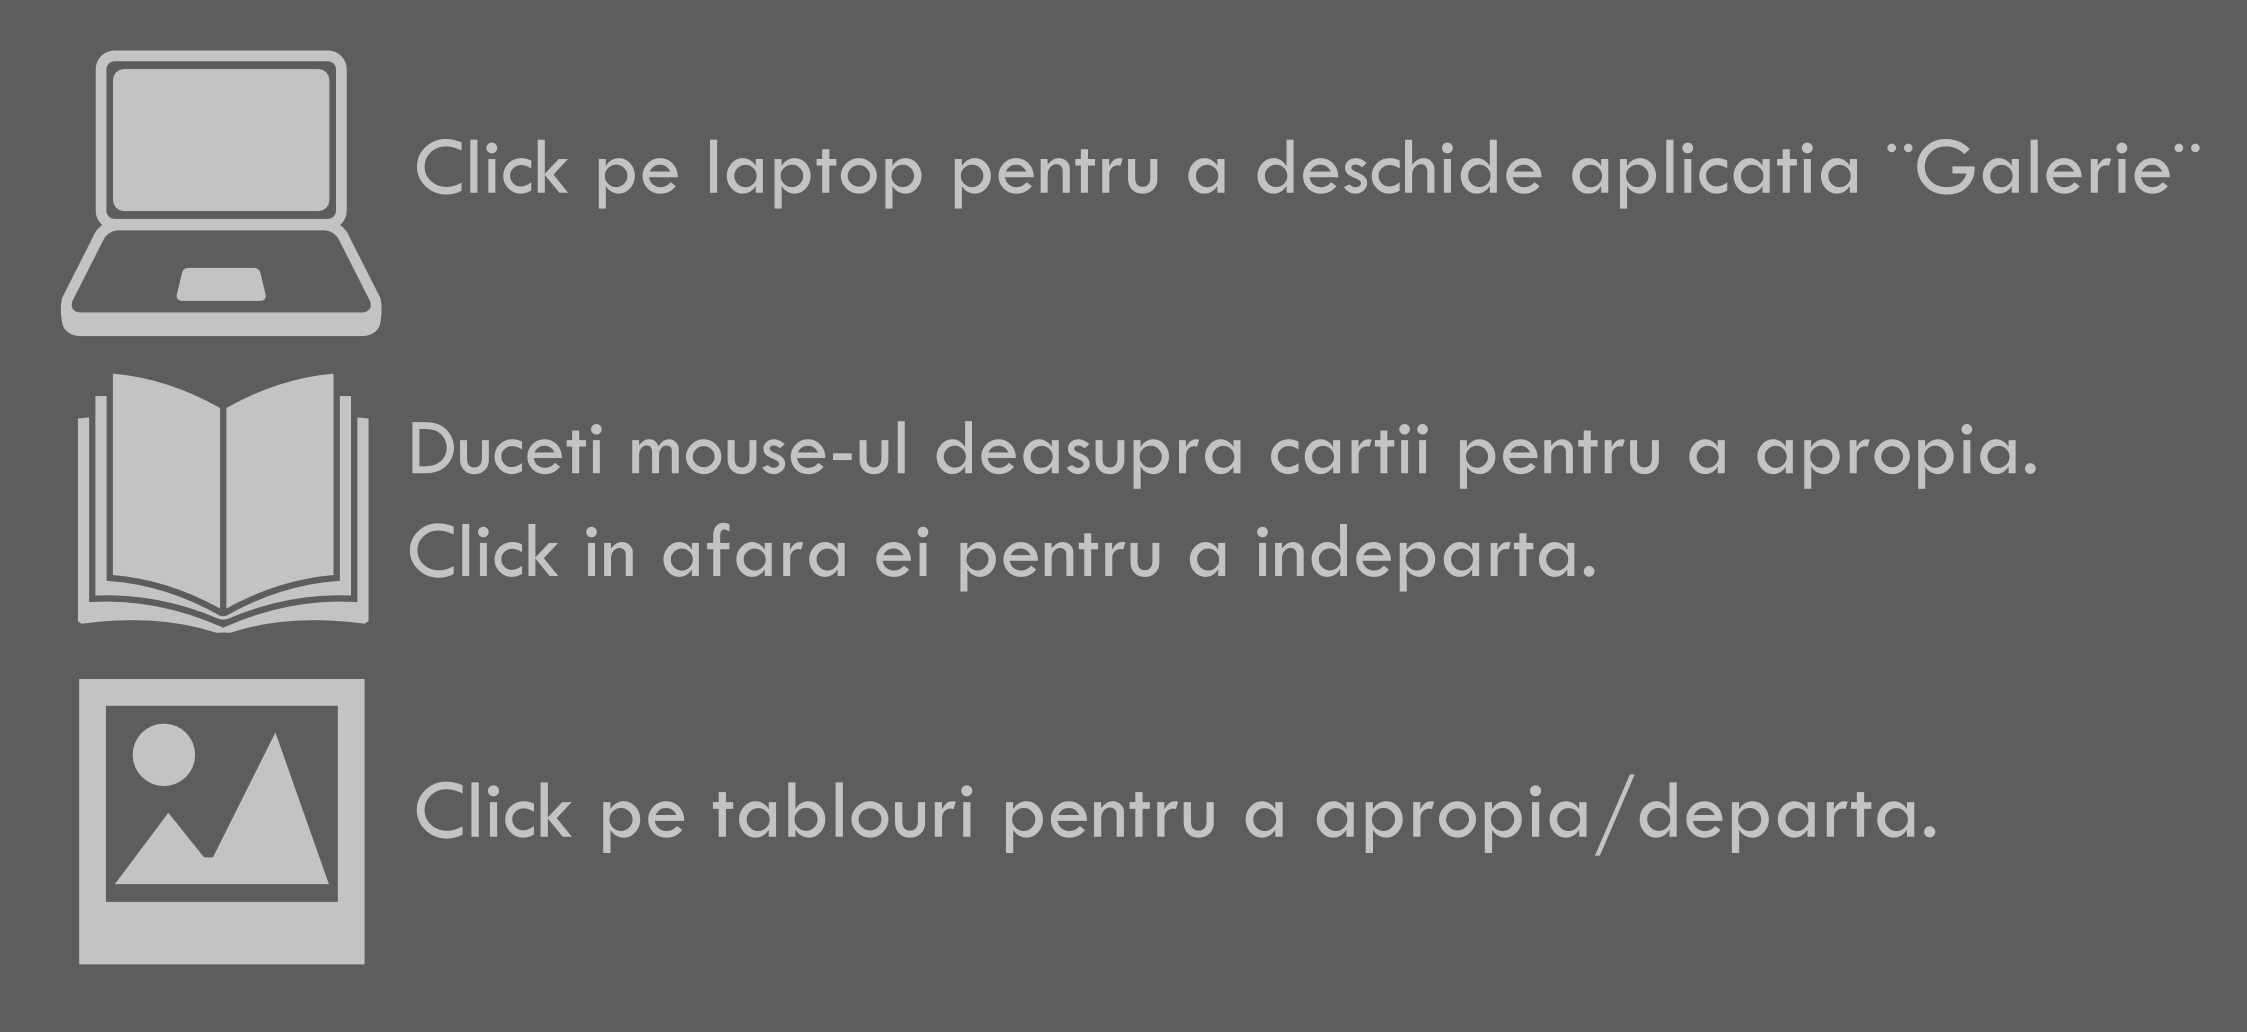 Click pe laptop pentru a deschide aplicatia ¨Galerie¨
Duceti mouse-ul deasupra cartii pentru a apropia.
Click in afara ei pentru a indeparta.
Click pe tablouri pentru a apropia/departa.